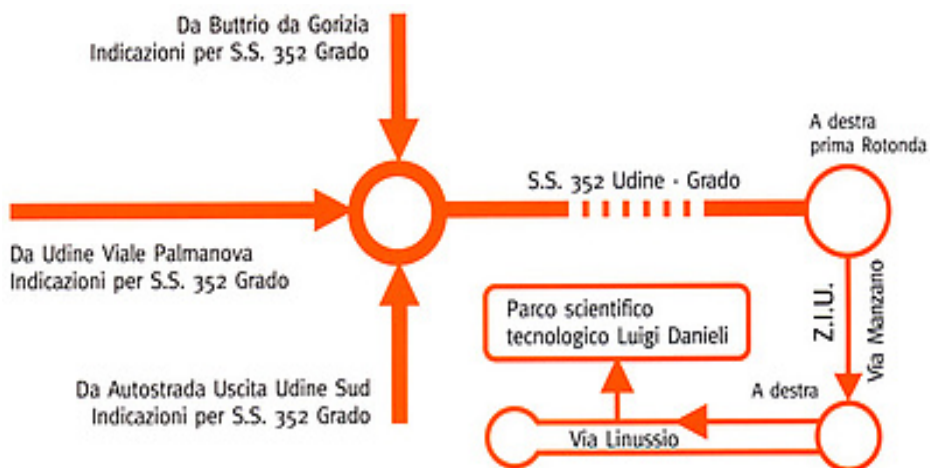 Da Buttrio da Gorizia
Indicazioni per S.S. 352 Grado
A destra
prima Rotonda
S.S. 352 Udine - Grado
Da Udine Viale Palmanova
Indicazioni per S.S. 352 Grado
Z.I.U.
Via Manzano
Parco scientifico
tecnologico Luigi Danieli
Da Autostrada Uscita Udine Sud
Indicazioni per S.S. 352 Grado
A destra
Via Linussio